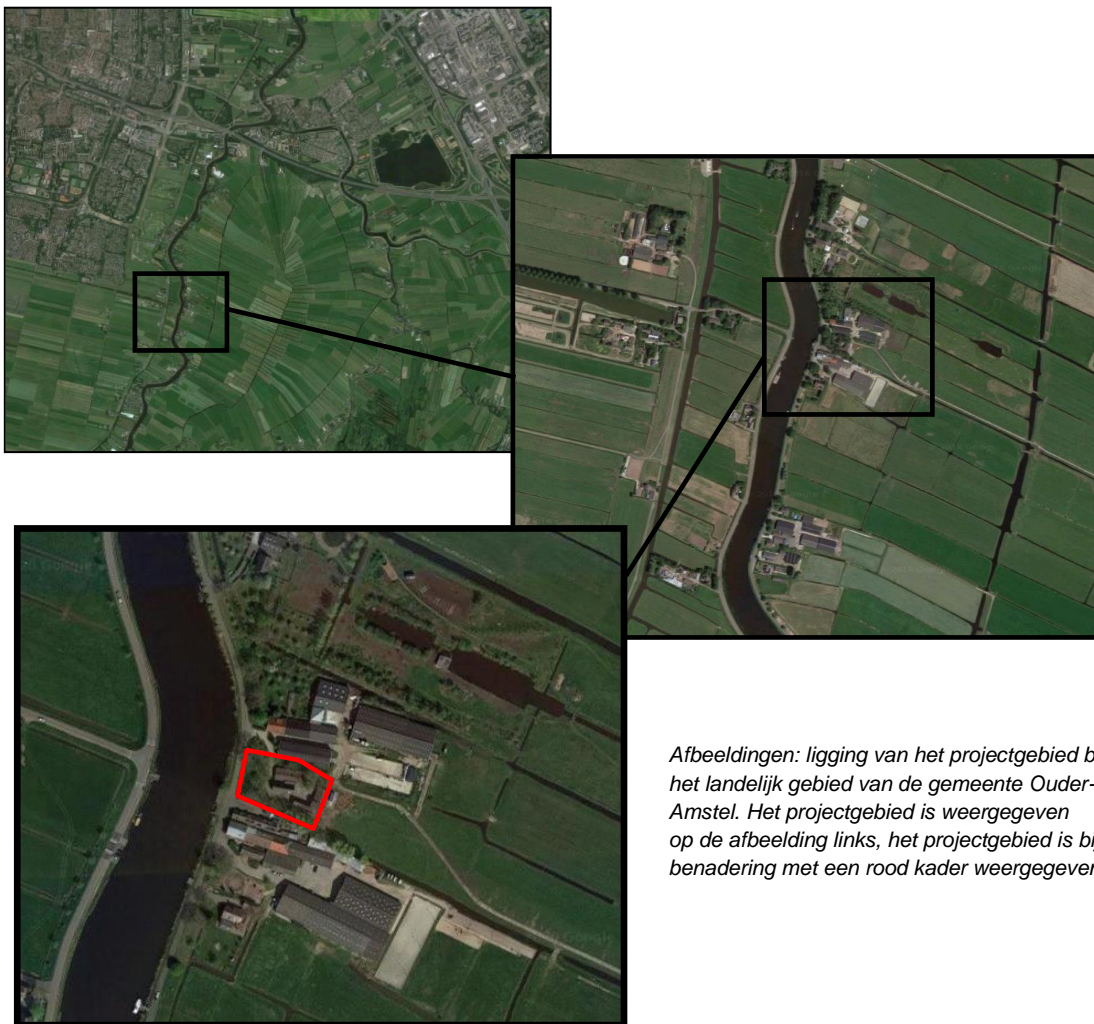 Afbeeldingen: ligging van het projectgebied b
het landelijk gebied van de gemeente Ouder-
Amstel. Het projectgebied is weergegeven
op de afbeelding links, het projectgebied is bi
benadering met een rood kader weergegeven